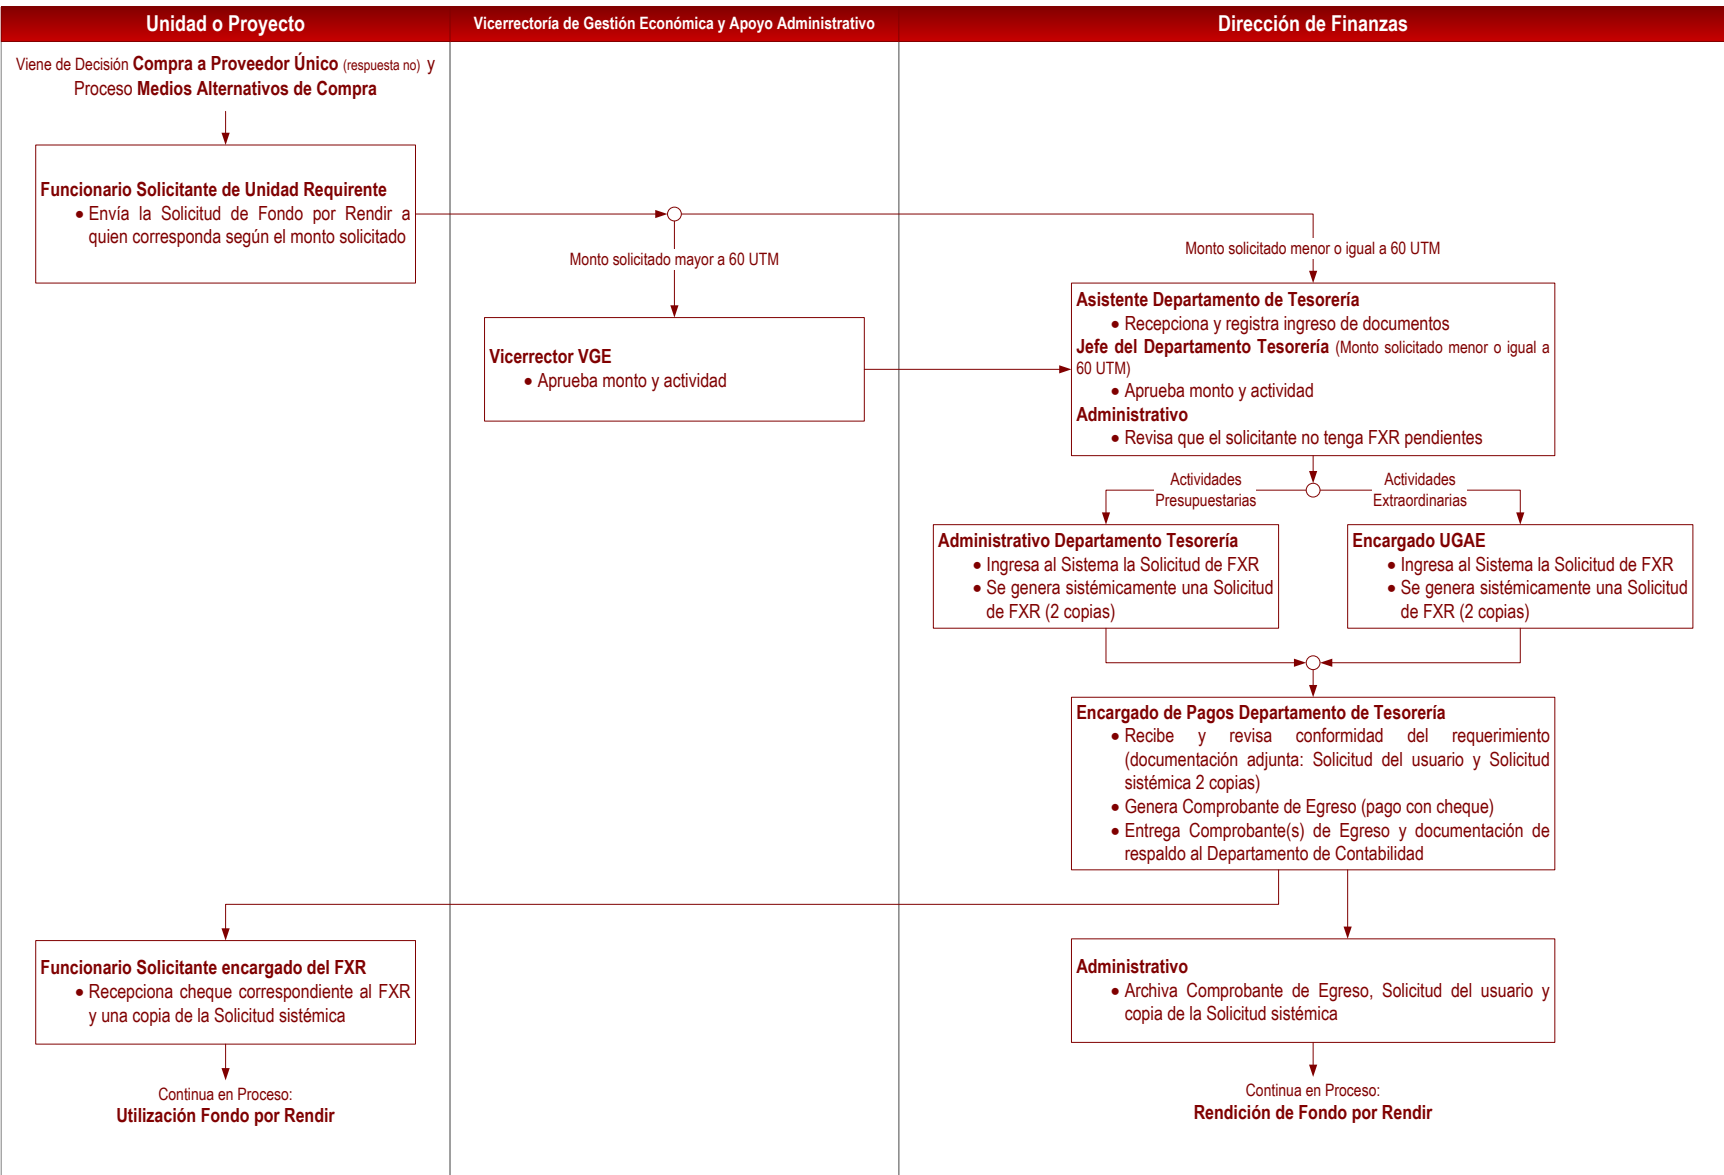 Unidad o Proyecto
Vicerrectoría de Gestión Económica y Apoyo Administrativo
Dirección de Finanzas
Viene de Decisión Compra a Proveedor Único (respuesta no) y
Proceso Medios Alternativos de Compra
Funcionario Solicitante de Unidad Requirente
• Envía la Solicitud de Fondo por Rendir a
quien corresponda según el monto solicitado
Monto solicitado mayor a 60 UTM
Monto solicitado menor o igual a 60 UTM
Vicerrector VGE
• Aprueba monto y actividad
Asistente Departamento de Tesorería
• Recepciona y registra ingreso de documentos
Jefe del Departamento Tesorería (Monto solicitado menor o igual a
60 UTM)
• Aprueba monto y actividad
Administrativo
• Revisa que el solicitante no tenga FXR pendientes
Actividades
Presupuestarias
Actividades
Extraordinarias
Administrativo Departamento Tesorería
• Ingresa al Sistema la Solicitud de FXR
• Se genera sistémicamente una Solicitud
de FXR (2 copias)
Encargado UGAE
• Ingresa al Sistema la Solicitud de FXR
• Se genera sistémicamente una Solicitud
de FXR (2 copias)
Encargado de Pagos Departamento de Tesorería
• Recibe y revisa conformidad del requerimiento
(documentación adjunta: Solicitud del usuario y Solicitud
sistémica 2 copias)
• Genera Comprobante de Egreso (pago con cheque)
• Entrega Comprobante(s) de Egreso y documentación de
respaldo al Departamento de Contabilidad
Funcionario Solicitante encargado del FXR
• Recepciona cheque correspondiente al FXR
y una copia de la Solicitud sistémica
Administrativo
• Archiva Comprobante de Egreso, Solicitud del usuario y
copia de la Solicitud sistémica
Continua en Proceso:
Utilización Fondo por Rendir
Continua en Proceso:
Rendición de Fondo por Rendir